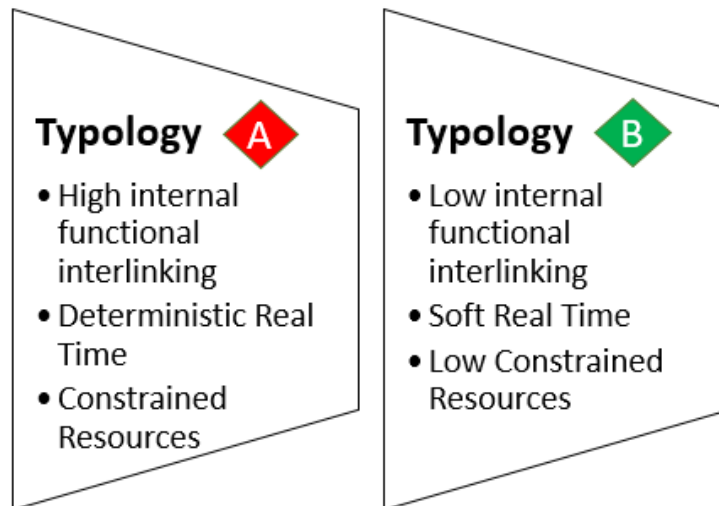 Typology A
• High internal
functional
interlinking
• Deterministic Real
Time
• Constrained
Resources
Typology B
• Low internal
functional
interlinking
• Soft Real Time
• Low Constrained
Resources